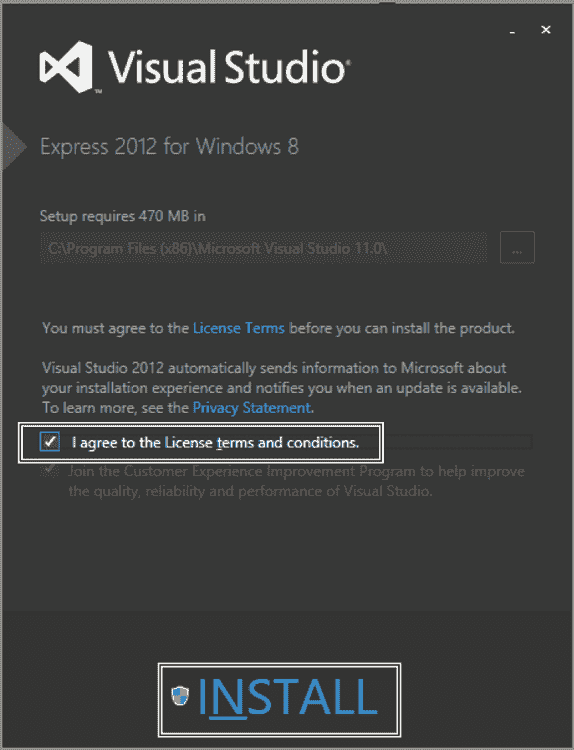 Visual Studio®
Express 2012 for Windows 8
Setup requires 470 MB in
C:\Program Files (x86)\Microsoft Visual Studio 11.0\
...
You must agree to the License Terms before you can install the product.
Visual Studio 2012 automatically sends information to Microsoft about
your installation experience and notifies you when an update is available.
To learn more, see the Privacy Statement.
I agree to the License terms and conditions.
Join the Customer Experience Improvement Program to help improve
the quality, reliability and performance of Visual Studio.
INSTALL